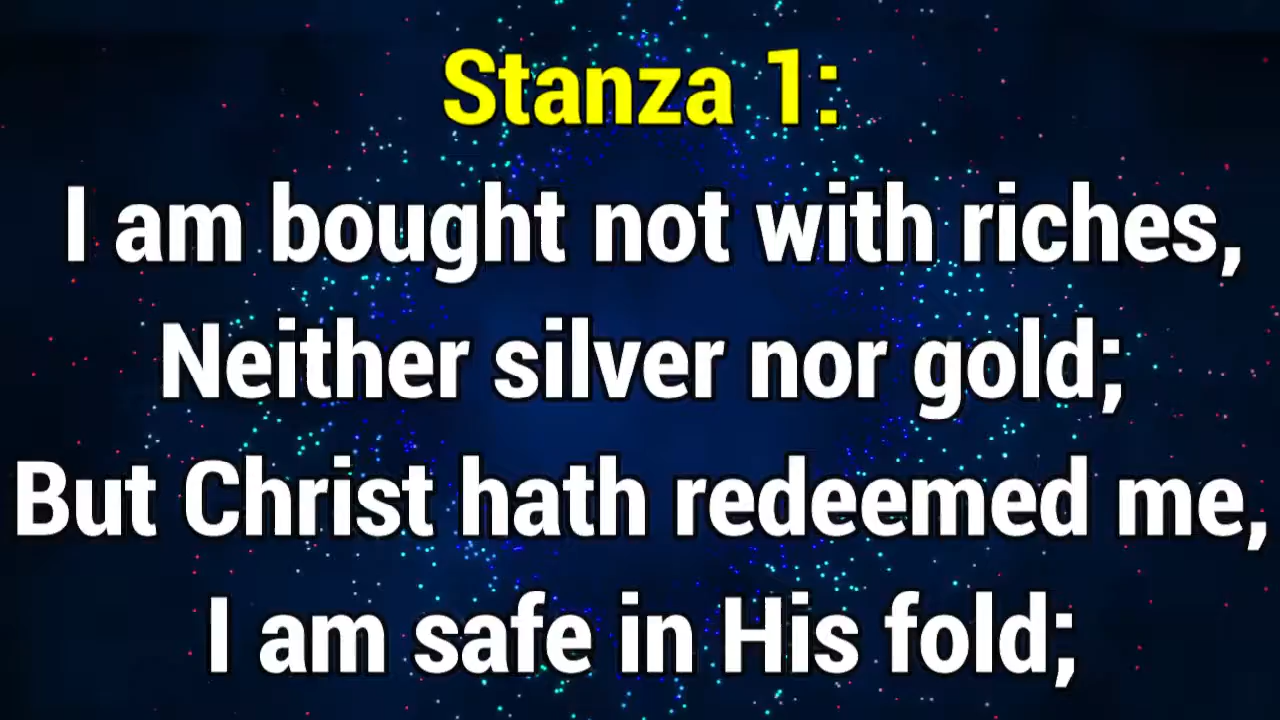 Stanza 1:
I am bought not with riches,
Neither silver nor gold;
But Christ hath redeemed me,
I am safe in His fold;